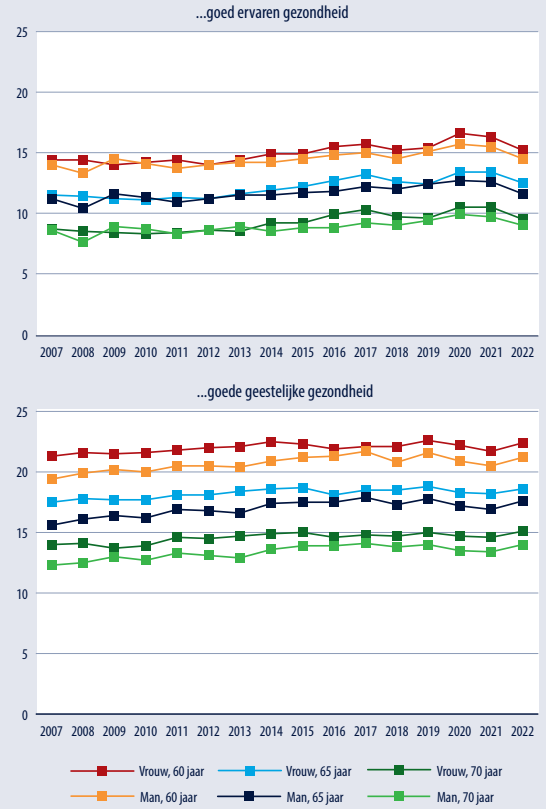 ...goed ervaren gezondheid
25
20
15
10
5
0
2007 2008 2009 2010 2011 2012 2013 2014 2015 2016 2017 2018 2019 2020 2021 2022
...goede geestelijke gezondheid
25
20
15
10
5
0
2007 2008 2009 2010 2011 2012 2013 2014 2015 2016 2017 2018 2019 2020 2021 2022
Vrouw, 60 jaar Vrouw, 65 jaar Vrouw, 70 jaar
Man, 60 jaar Man, 65 jaar Man, 70 jaar